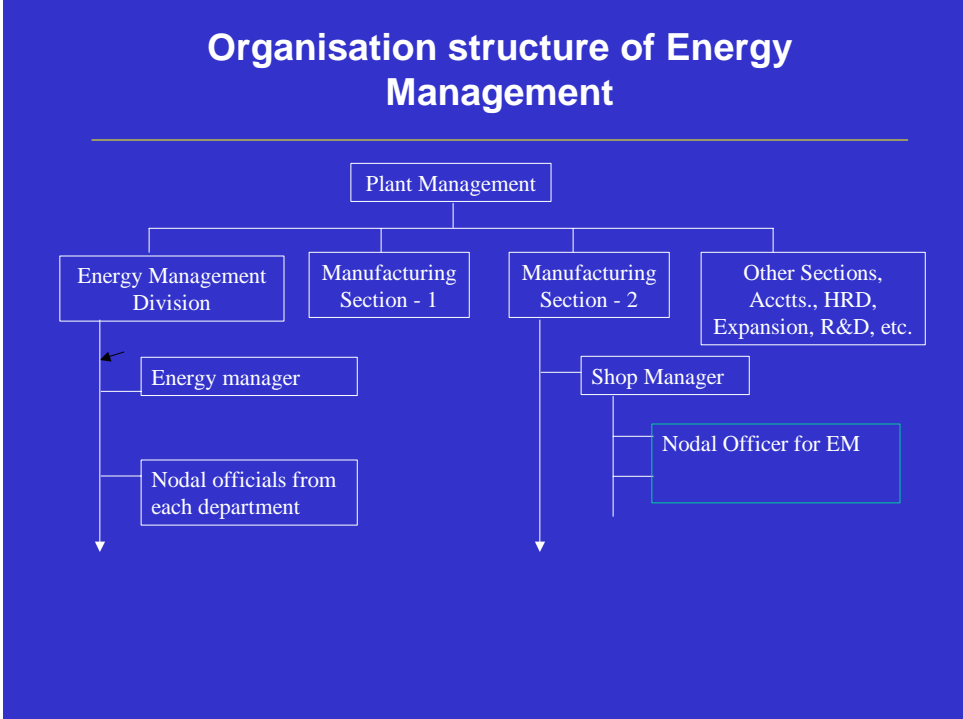 Organisation structure of Energy
Management
Plant Management
Energy Management
Division
Manufacturing
Section - 1
Manufacturing
Section - 2
Other Sections,
Acctts., HRD,
Expansion, R&D, etc.
Energy manager
Shop Manager
Nodal Officer for EM
Nodal officials from
each department